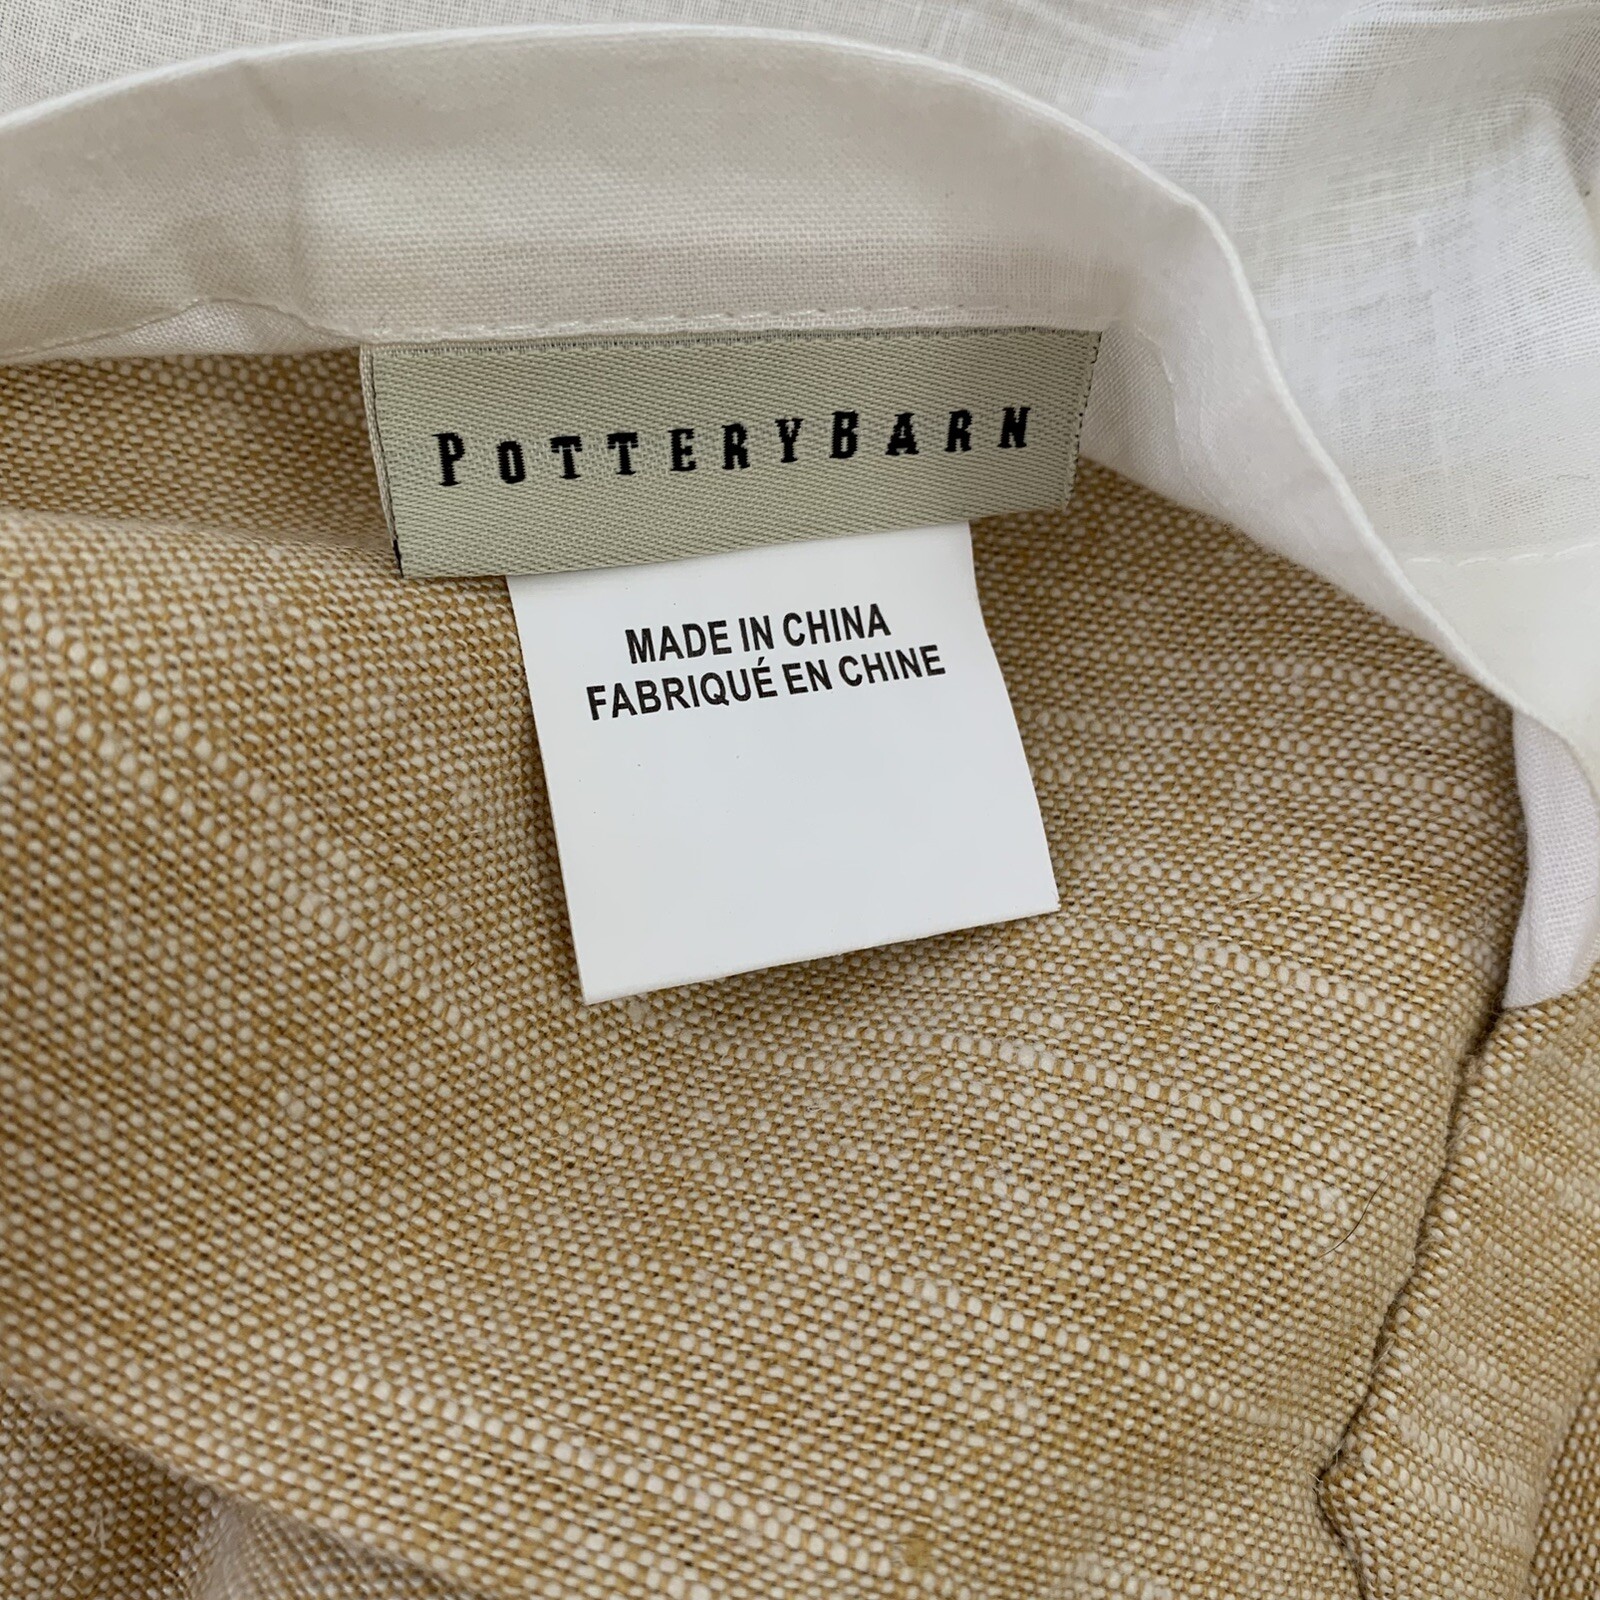 POTTERYBARN
MADE IN CHINA
FABRIQUÉ EN CHINE